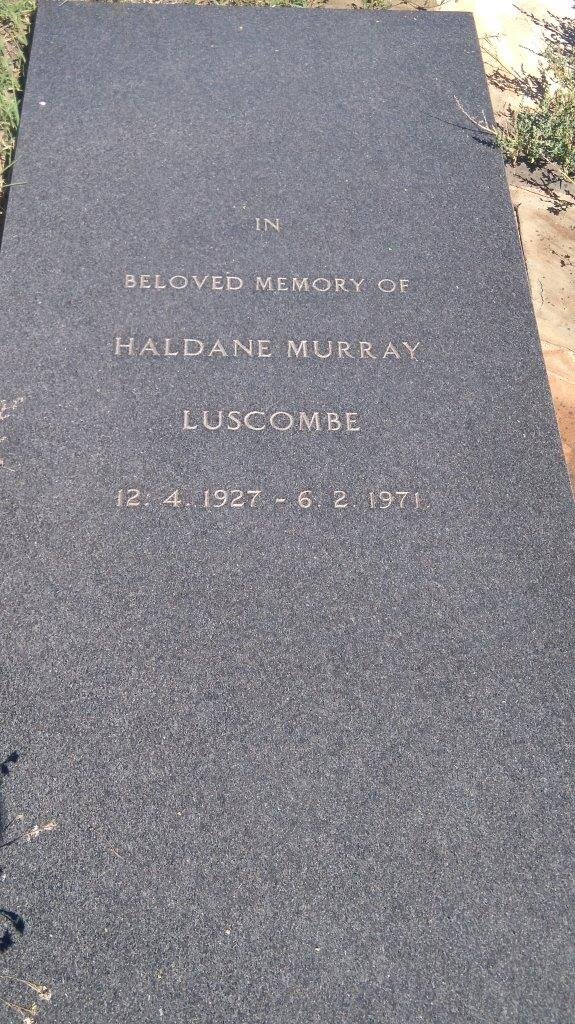 IN
BELOVED MEMORY OF
HALDANE MURRAY
LUSCOMBE
12. 4. 1927 - 6. 2. 1971.